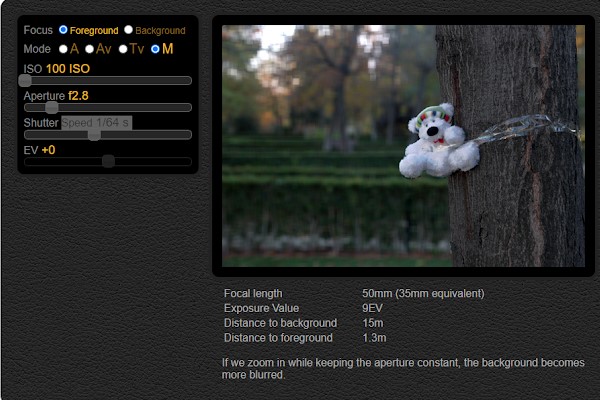 Focus Foreground Background
Mode A Av Tv M
ISO 100 ISO
Aperture f2.8
Shutter Speed 1/64 s
EV +0
Focal length 50mm (35mm equivalent)
Exposure Value 9EV
Distance to background 15m
Distance to foreground 1.3m
If we zoom in while keeping the aperture constant, the background becomes
more blurred.